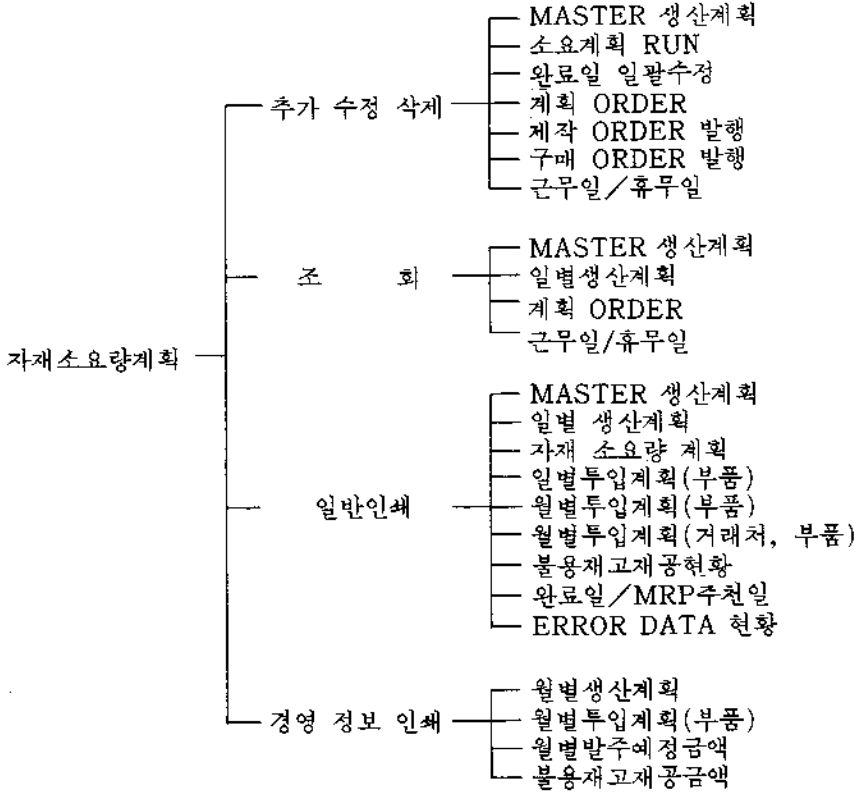 자재소요량계획
추가 수정 삭제
MASTER 생산계획
소요계획 RUN
완료일 일괄수정
계획 ORDER
제작 ORDER 발행
구매 ORDER 발행
근무일/휴무일
조 회
MASTER 생산계획
일별생산계획
계획 ORDER
근무일/휴무일
일반인쇄
MASTER 생산계획
일별 생산계획
자재 소요량 계획
일별투입계획(부품)
월별투입계획(부품)
월별투입계획(거래처, 부품)
불용재고재공현황
완료일/MRP추천일
ERROR DATA 현황
경영 정보 인쇄
월별생산계획
월별투입계획(부품)
월별발주예정금액
불용재고재공금액